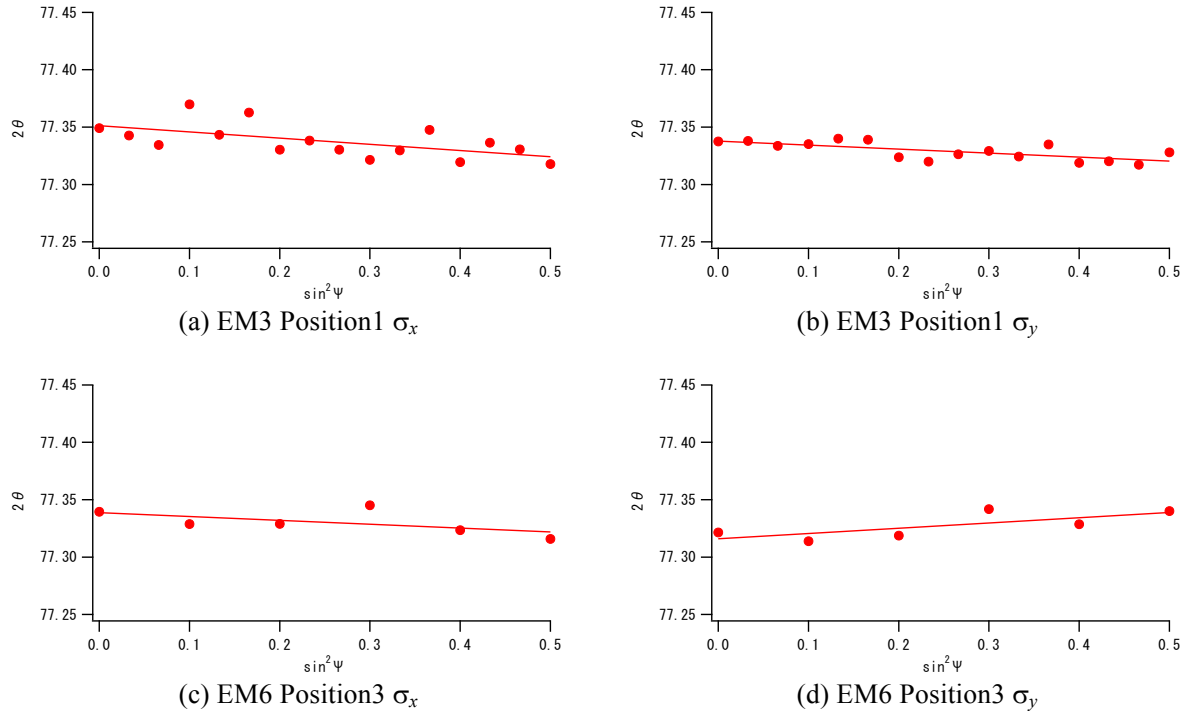 77.45
77.40
77.35
77.30
77.25
2θ
0.0 0.1 0.2 0.3 0.4 0.5
sin²Ψ
(a) EM3 Position1 σₓ
77.45
77.40
77.35
77.30
77.25
2θ
0.0 0.1 0.2 0.3 0.4 0.5
sin²Ψ
(b) EM3 Position1 σy
77.45
77.40
77.35
77.30
77.25
2θ
0.0 0.1 0.2 0.3 0.4 0.5
sin²Ψ
(c) EM6 Position3 σₓ
77.45
77.40
77.35
77.30
77.25
2θ
0.0 0.1 0.2 0.3 0.4 0.5
sin²Ψ
(d) EM6 Position3 σy